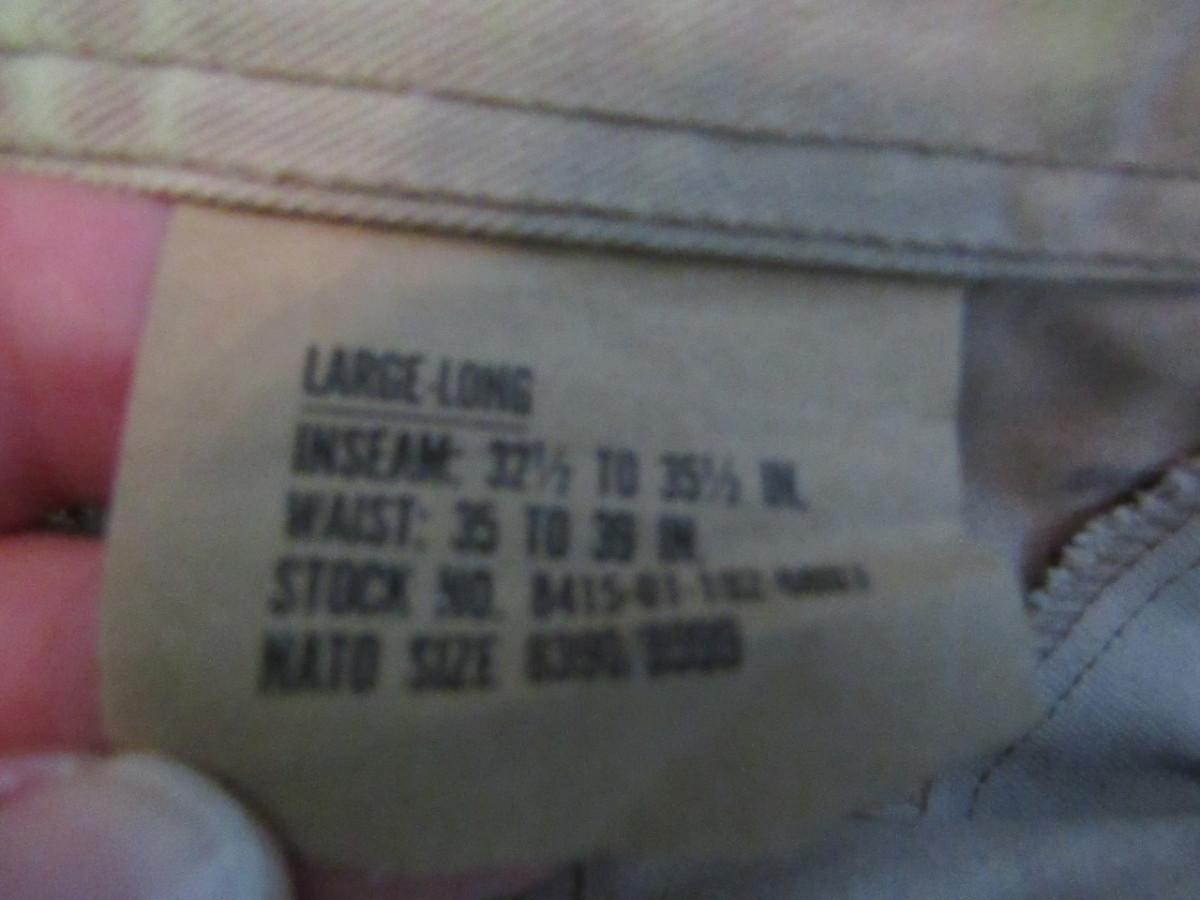 LARGE-LONG
INSEAM: 32½ TO 35½ IN.
WAIST: 35 TO 39 IN.
STOCK NO. 8415-01-102-
NATO SIZE